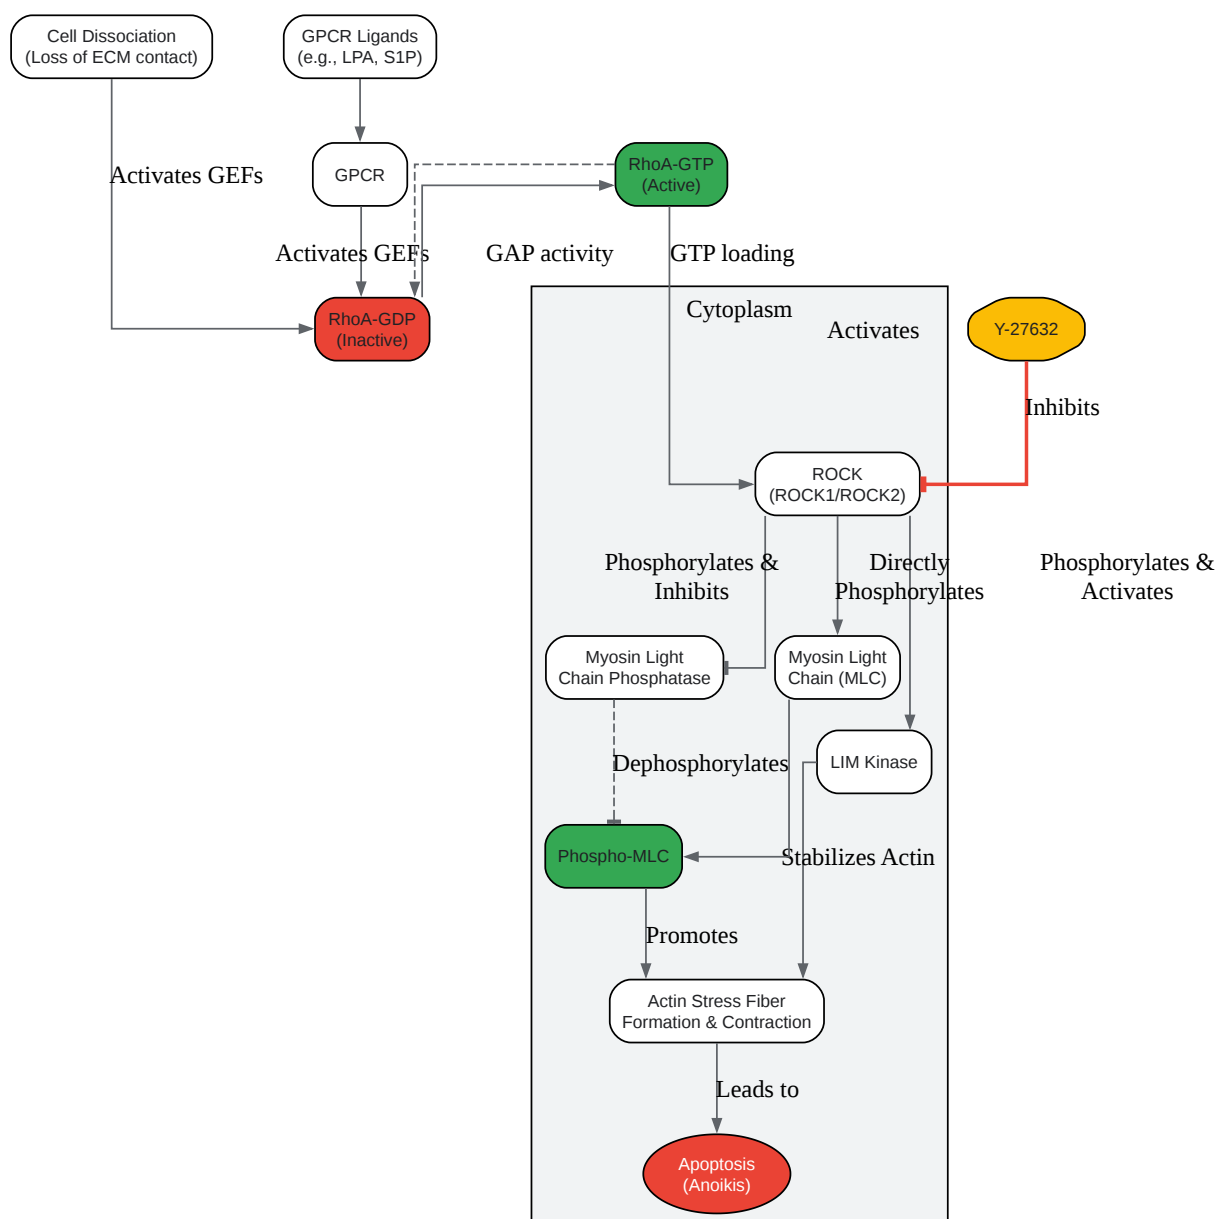 Cell Dissociation
(Loss of ECM contact)
GPCR Ligands
(e.g., LPA, S1P)
Activates GEFs
GPCR
RhoA-GTP
(Active)
Activates GEFs
GAP activity
GTP loading
RhoA-GDP
(Inactive)
Cytoplasm
Activates
Y-27632
Inhibits
ROCK
(ROCK1/ROCK2)
Phosphorylates &
Inhibits
Directly
Phosphorylates
Phosphorylates &
Activates
Myosin Light
Chain Phosphatase
Myosin Light
Chain (MLC)
Dephosphorylates
LIM Kinase
Phospho-MLC
Stabilizes Actin
Promotes
Actin Stress Fiber
Formation & Contraction
Leads to
Apoptosis
(Anoikis)